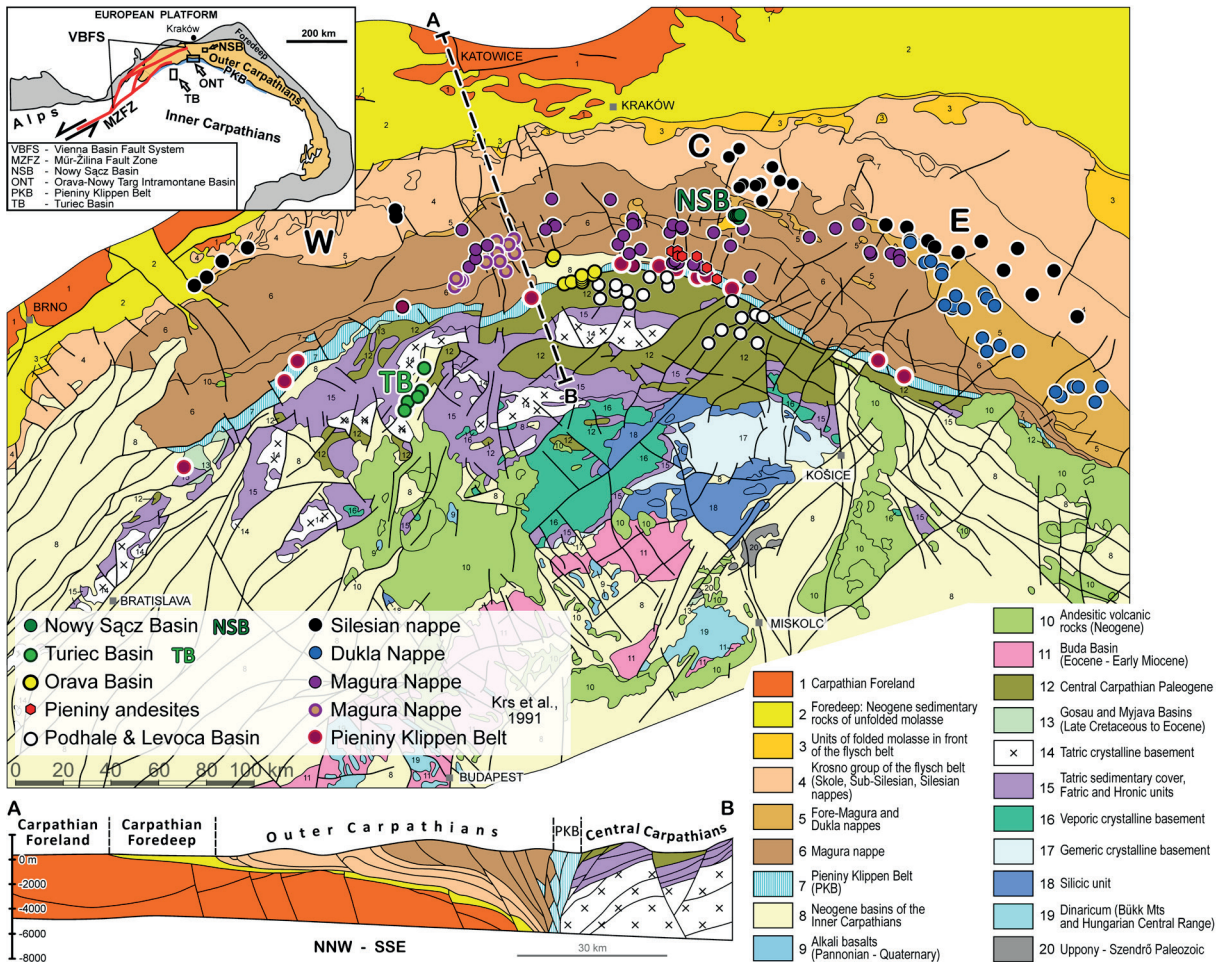 EUROPEAN PLATFORM
Kraków
200 km
VBFS
NSB
Foredeep
Outer Carpathians
PKB
ONT
TB
Alps
MZFZ
Inner Carpathians
VBFS - Vienna Basin Fault System
MZFZ - Műr-Žilina Fault Zone
NSB - Nowy Sącz Basin
ONT - Orava-Nowy Targ Intramontane Basin
PKB - Pieniny Klippen Belt
TB - Turiec Basin
A
KATOWICE
KRAKÓW
C
NSB
E
W
BRNO
TB
B
KOŠICE
BRATISLAVA
MISKOLC
BUDAPEST
Nowy Sącz Basin NSB
Turiec Basin TB
Orava Basin
Pieniny andesites
Podhale & Levoca Basin
Silesian nappe
Dukla Nappe
Magura Nappe
Magura Nappe Krs et al., 1991
Pieniny Klippen Belt
0 20 40 60 80 100 km
1 Carpathian Foreland
2 Foredeep: Neogene sedimentary
rocks of unfolded molasse
3 Units of folded molasse in front
of the flysch belt
4 Krosno group of the flysch belt
(Skole, Sub-Silesian, Silesian
nappes)
5 Fore-Magura and
Dukla nappes
6 Magura nappe
7 Pieniny Klippen Belt
(PKB)
8 Neogene basins of the
Inner Carpathians
9 Alkali basalts
(Pannonian - Quaternary)
10 Andesitic volcanic
rocks (Neogene)
11 Buda Basin
(Eocene - Early Miocene)
12 Central Carpathian Paleogene
13 Gosau and Myjava Basins
(Late Cretaceous to Eocene)
14 Tatric crystalline basement
15 Tatric sedimentary cover,
Fatric and Hronic units
16 Veporic crystalline basement
17 Gemeric crystalline basement
18 Silicic unit
19 Dinaricum (Bükk Mts
and Hungarian Central Range)
20 Uppony - Szendrő Paleozoic
A
B
Carpathian
Foreland
Carpathian
Foredeep
Outer Carpathians
PKB
Central Carpathians
0 m
-2000
-4000
-6000
-8000
NNW - SSE
30 km